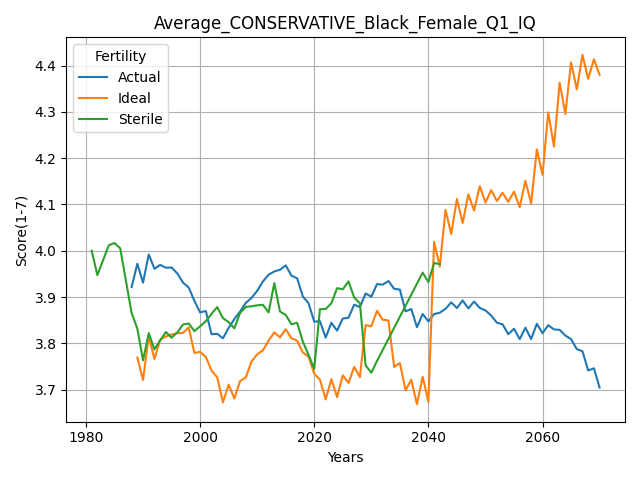 Average_CONSERVATIVE_Black_Female_Q1_IQ
Fertility
Actual
Ideal
Sterile
Score(1-7)
4.4
4.3
4.2
4.1
4.0
3.9
3.8
3.7
1980 2000 2020 2040 2060
Years